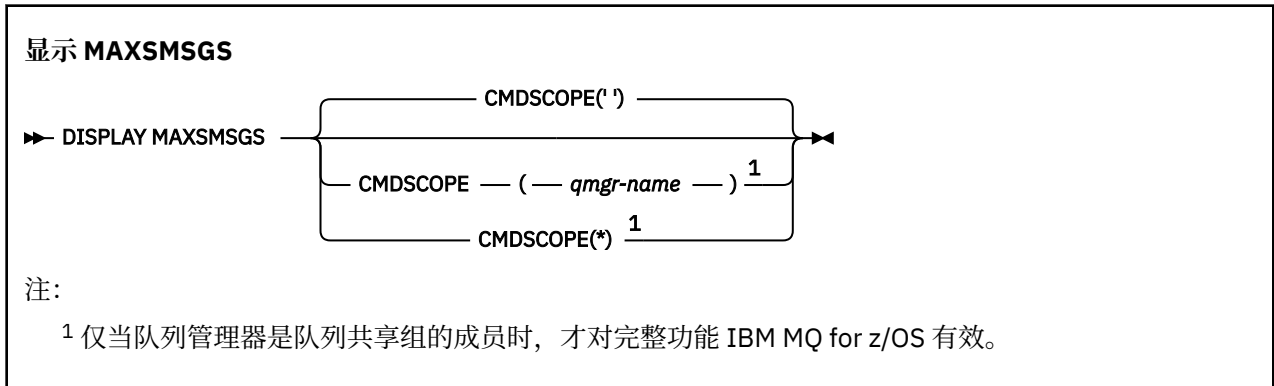 显示 MAXSMSGS
CMDSCOPE(' ')
DISPLAY MAXSMSGS
CMDSCOPE ( qmgr-name ) 1
CMDSCOPE(*) 1
注：
1 仅当队列管理器是队列共享组的成员时，才对完整功能 IBM MQ for z/OS 有效。